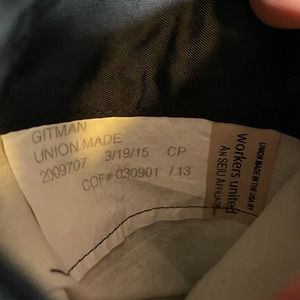 GITMAN
UNION MADE
2009707 3/19/15 CP
COF# 030901 / 13
UNION MADE IN THE USA BY
workers united
AN SEIU AFFILIATE